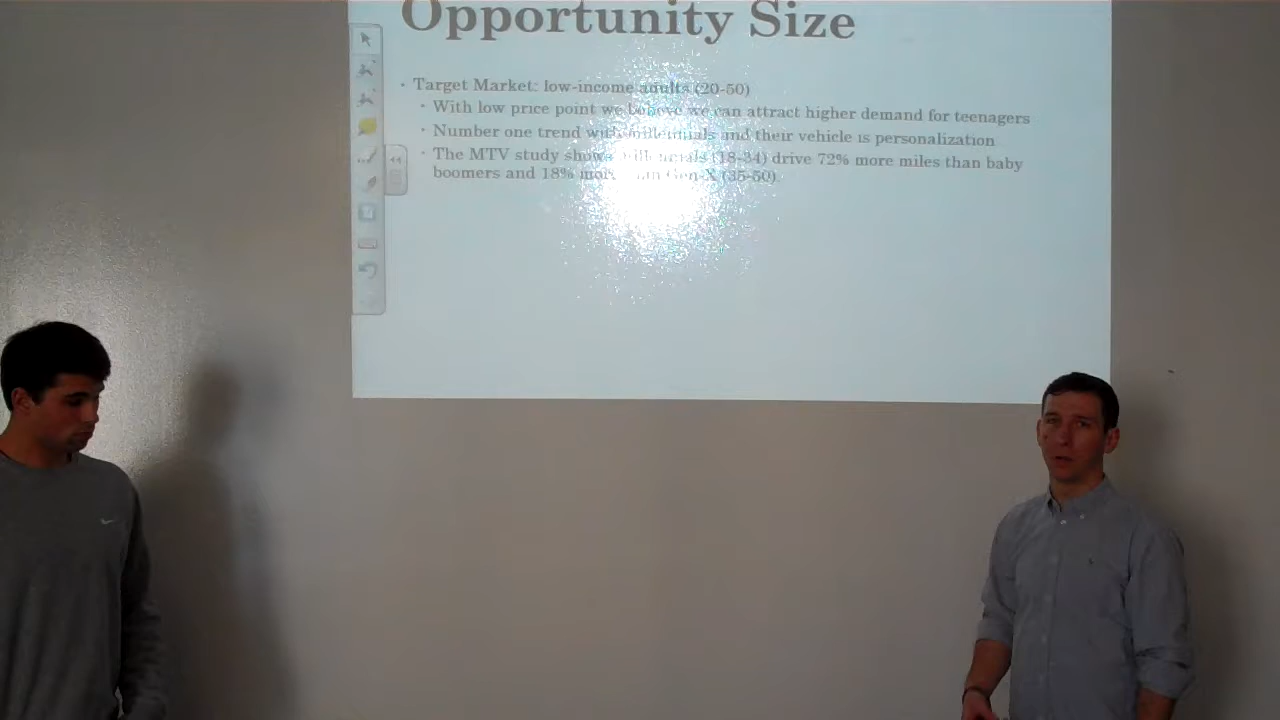 Opportunity Size
• Target Market: low-income adults (20-50)
• With low price point we believe we can attract higher demand for teenagers
• Number one trend with millennials and their vehicle is personalization
• The MTV study shows millennials (18-34) drive 72% more miles than baby
boomers and 18% more than Gen-X (35-50)